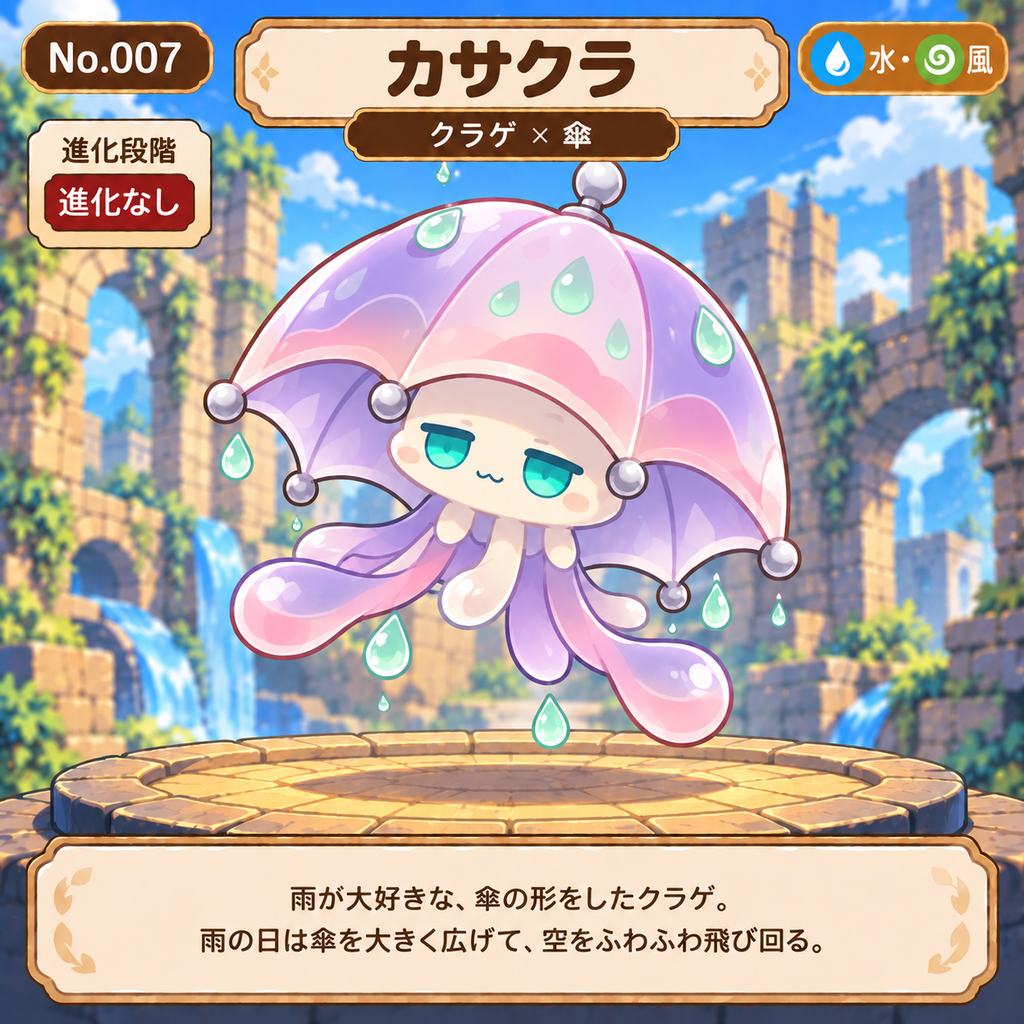 No.007
カサクラ
クラゲ × 傘
水・風
進化段階
進化なし
雨が大好きな、傘の形をしたクラゲ。
雨の日は傘を大きく広げて、空をふわふわ飛び回る。